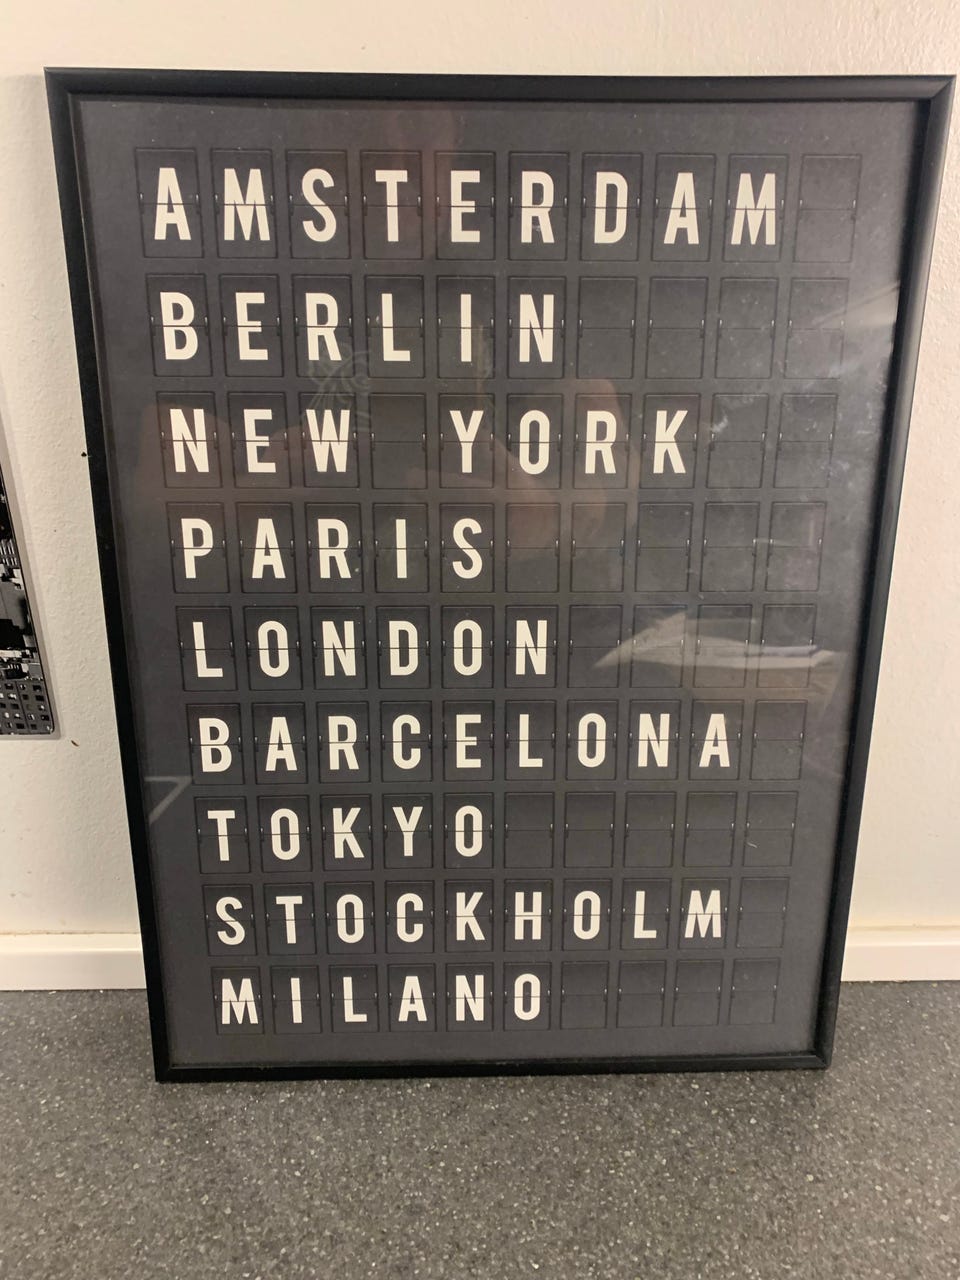 AMSTERDAM
BERLIN
NEW YORK
PARIS
LONDON
BARCELONA
TOKYO
STOCKHOLM
MILANO